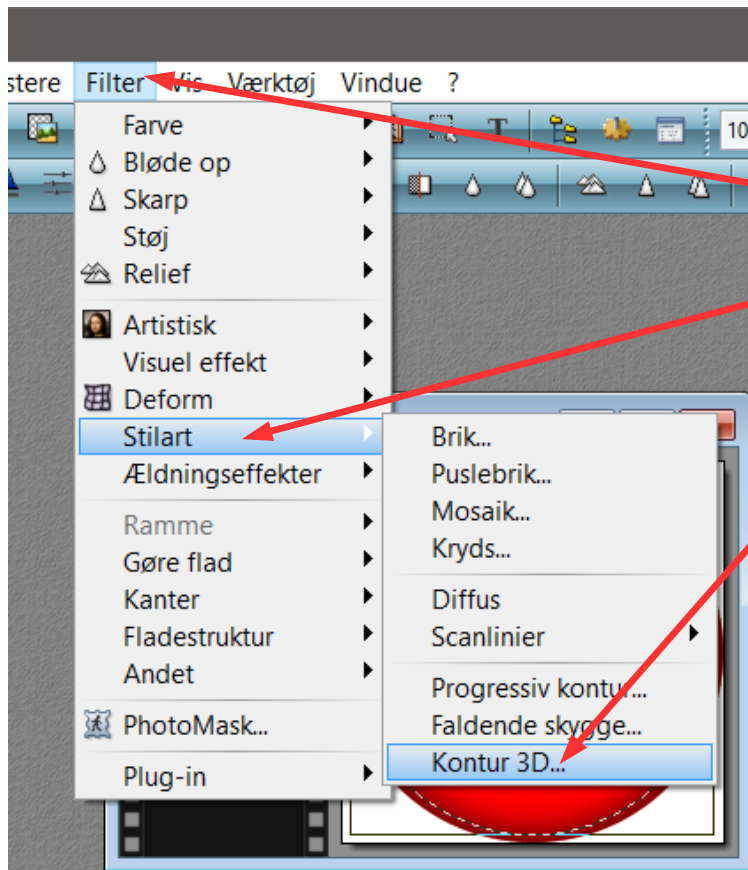 stere Filter Vis Værktøj Vindue ?
T 10
Farve
Bløde op
Skarp
Støj
Relief
Artistisk
Visuel effekt
Deform
Stilart
Ældningseffekter
Ramme
Gøre flad
Kanter
Fladestruktur
Andet
PhotoMask...
Plug-in
Brik...
Puslebrik...
Mosaik...
Kryds...
Diffus
Scanlinier
Progressiv kontur...
Faldende skygge...
Kontur 3D...